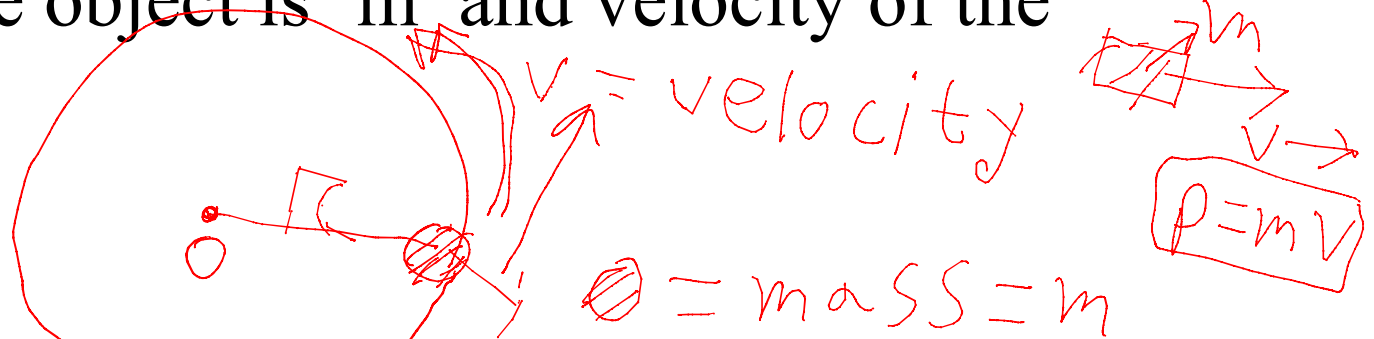 e object is "m" and velocity of the
m
v = velocity
v →
p=mv
r
O
= mass = m